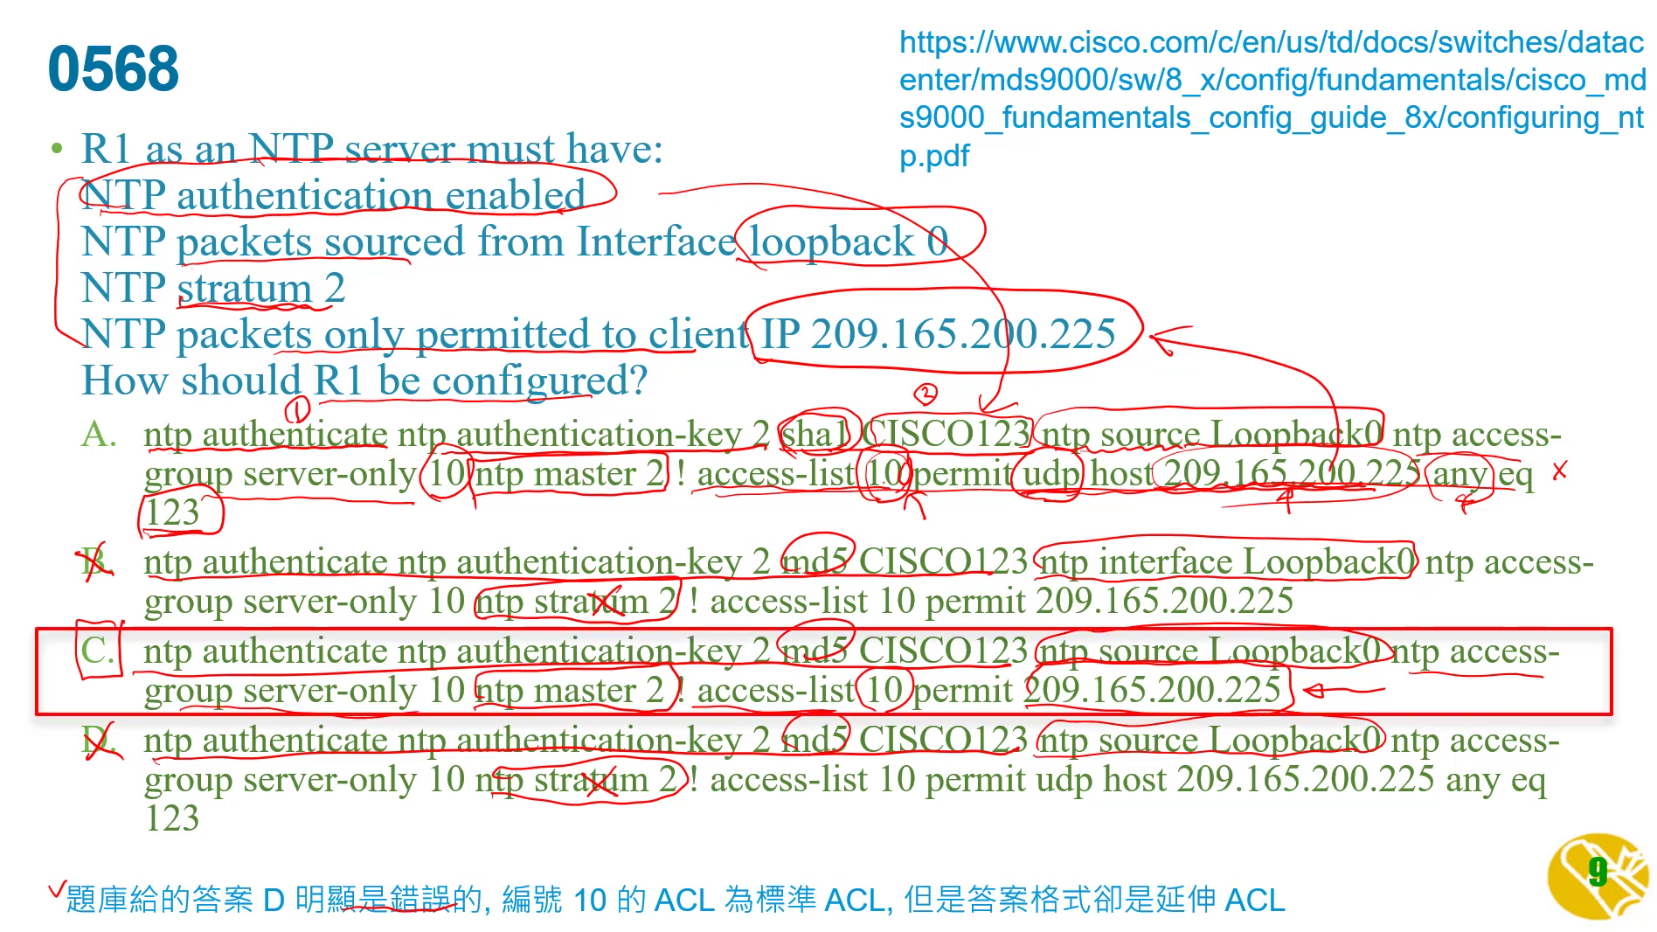 0568
https://www.cisco.com/c/en/us/td/docs/switches/datac
enter/mds9000/sw/8_x/config/fundamentals/cisco_md
s9000_fundamentals_config_guide_8x/configuring_nt
p.pdf
• R1 as an NTP server must have:
NTP authentication enabled
NTP packets sourced from Interface loopback 0
NTP stratum 2
NTP packets only permitted to client IP 209.165.200.225
How should R1 be configured?
① ②
A. ntp authenticate ntp authentication-key 2 sha1 CISCO123 ntp source Loopback0 ntp access-
group server-only 10 ntp master 2 ! access-list 10 permit udp host 209.165.200.225 any eq
123
B. ntp authenticate ntp authentication-key 2 md5 CISCO123 ntp interface Loopback0 ntp access-
group server-only 10 ntp stratum 2 ! access-list 10 permit 209.165.200.225
C. ntp authenticate ntp authentication-key 2 md5 CISCO123 ntp source Loopback0 ntp access-
group server-only 10 ntp master 2 ! access-list 10 permit 209.165.200.225
D. ntp authenticate ntp authentication-key 2 md5 CISCO123 ntp source Loopback0 ntp access-
group server-only 10 ntp stratum 2 ! access-list 10 permit udp host 209.165.200.225 any eq
123
題庫給的答案 D 明顯是錯誤的, 編號 10 的 ACL 為標準 ACL, 但是答案格式卻是延伸 ACL
9